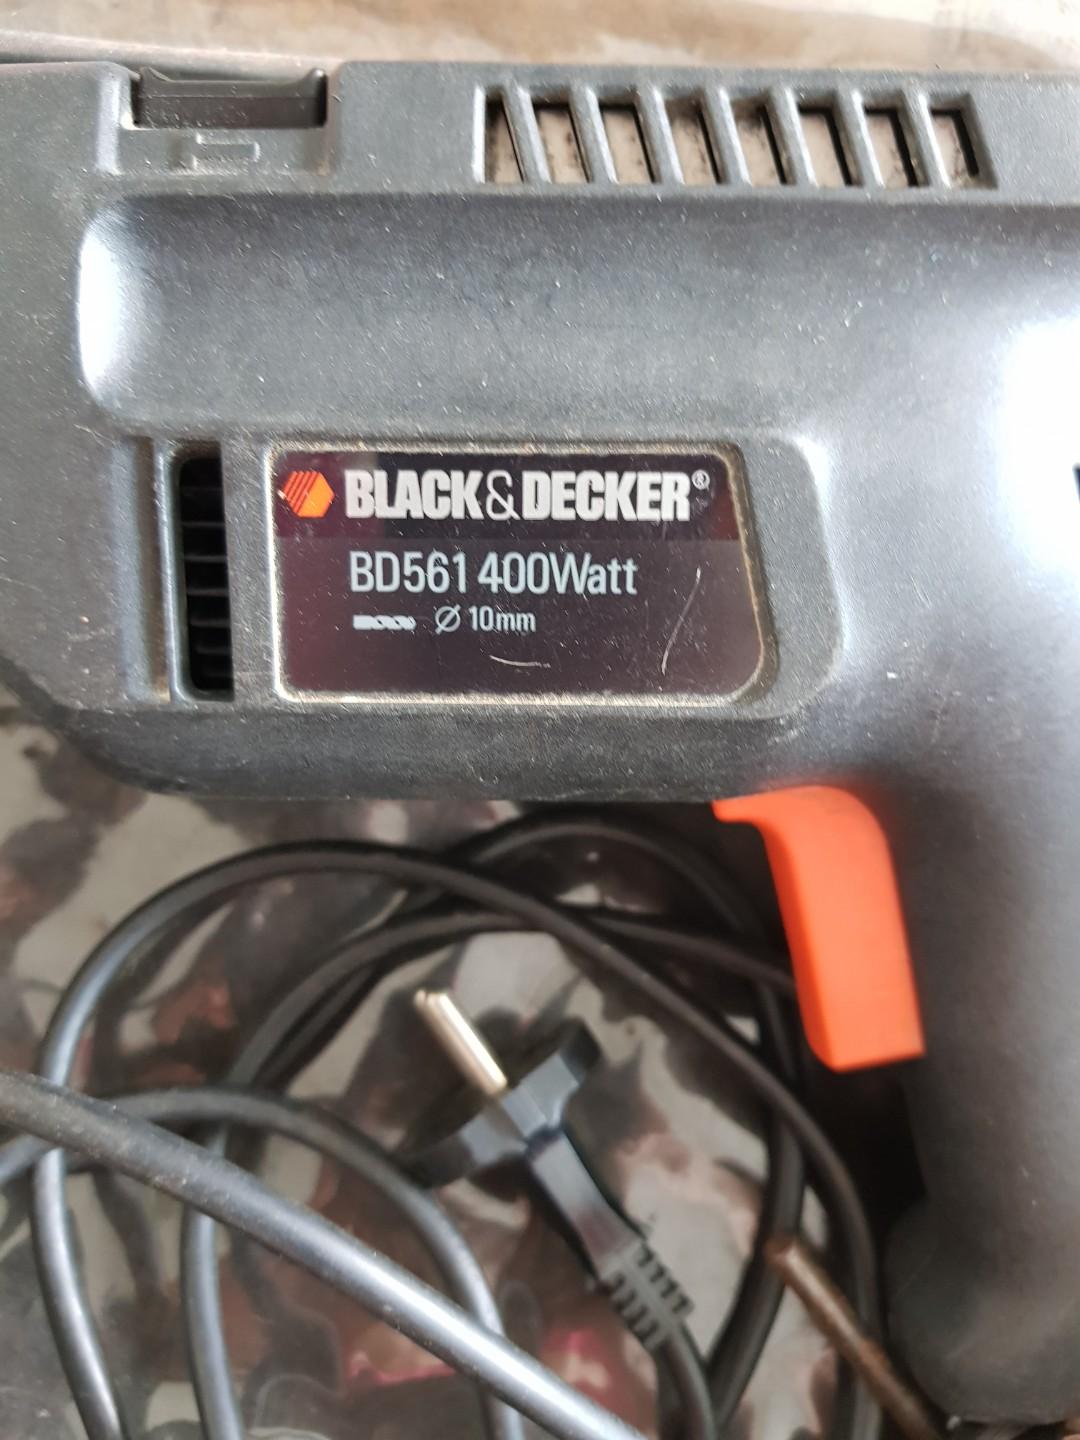 BLACK&DECKER®
BD561 400Watt
Ø 10mm